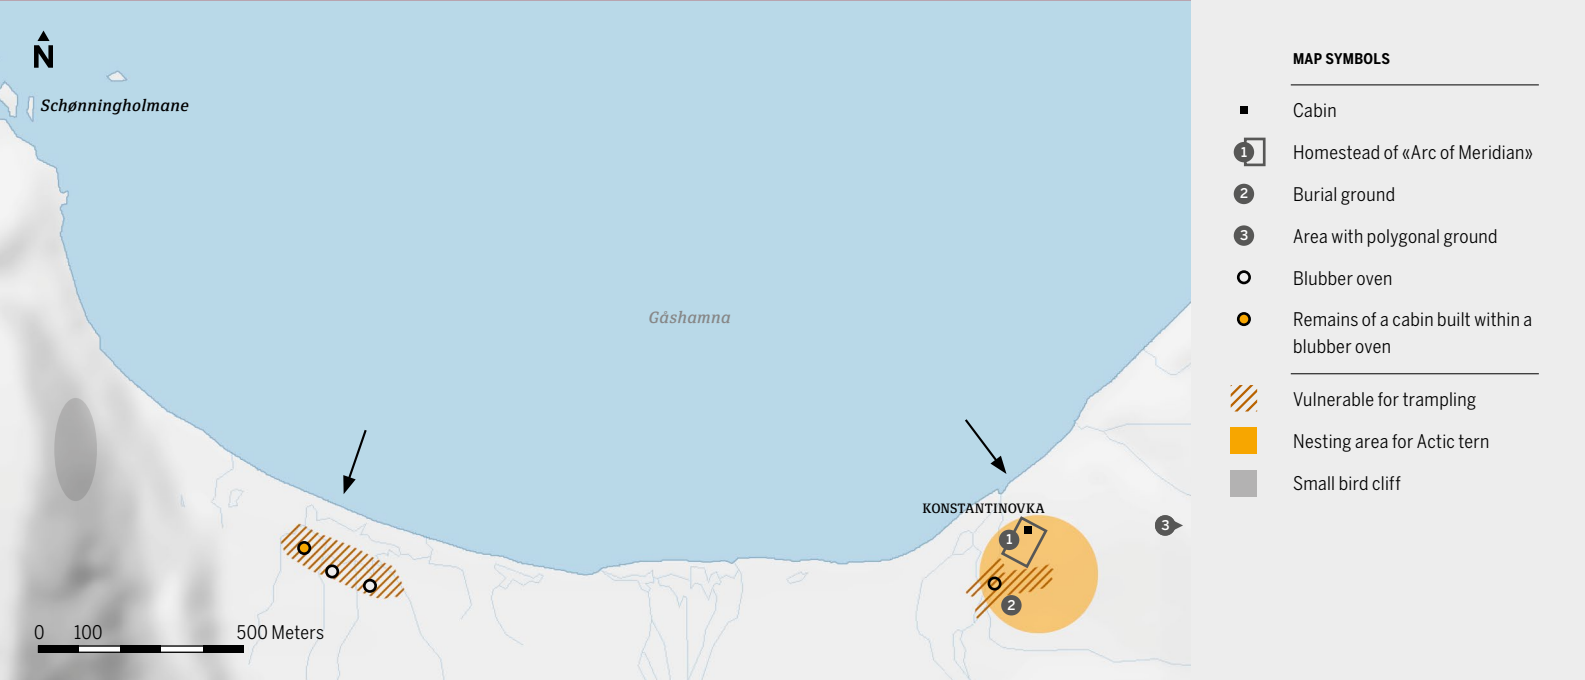 N
Schønningholmane
Gåshamna
KONSTANTINOVKA
1
2
3
0 100 500 Meters
MAP SYMBOLS
Cabin
1 Homestead of «Arc of Meridian»
2 Burial ground
3 Area with polygonal ground
Blubber oven
Remains of a cabin built within a
blubber oven
Vulnerable for trampling
Nesting area for Actic tern
Small bird cliff